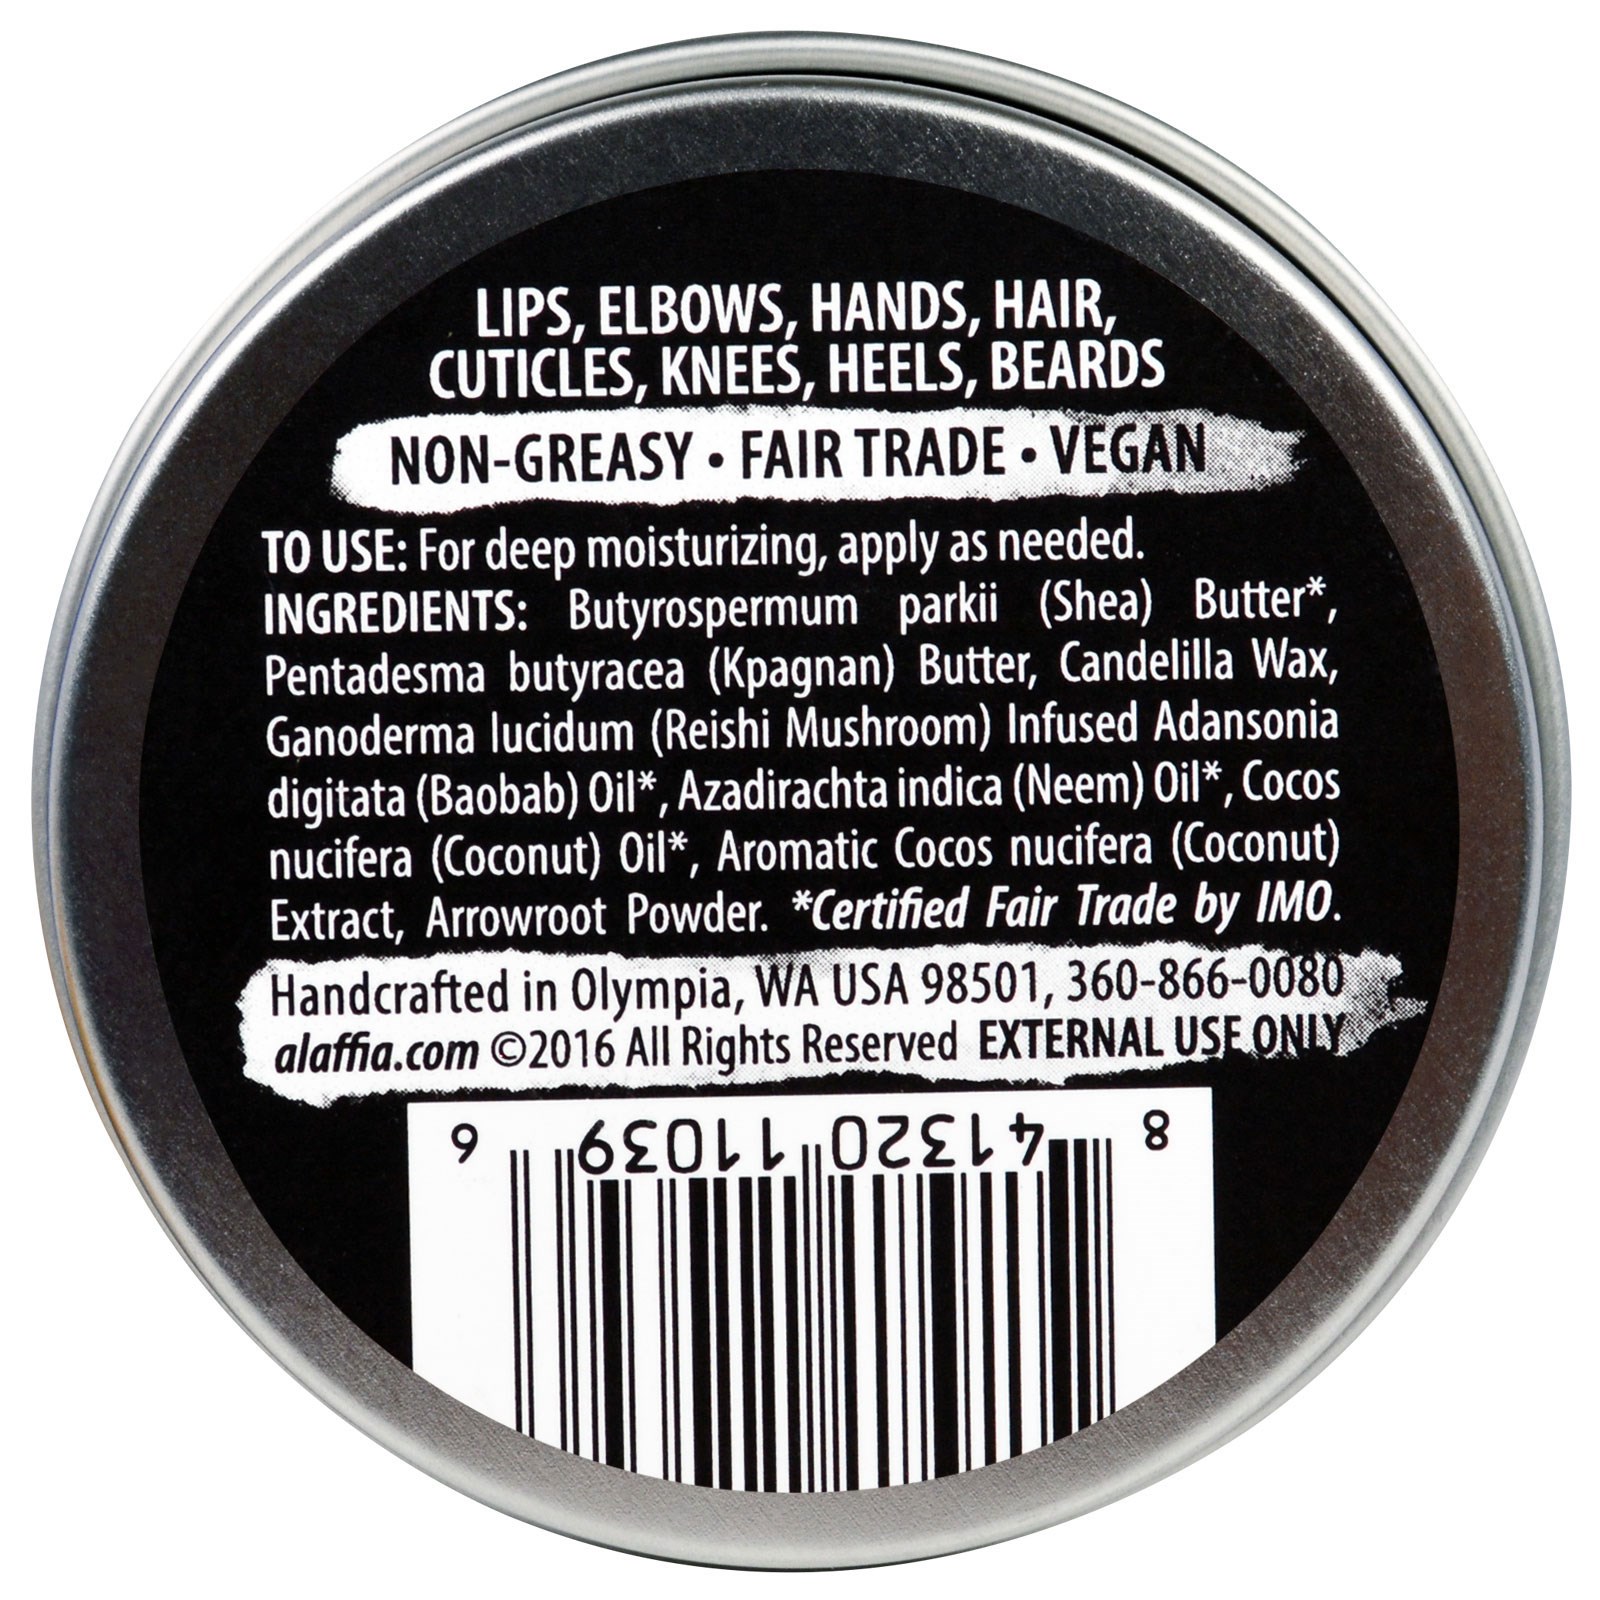 LIPS, ELBOWS, HANDS, HAIR,
CUTICLES, KNEES, HEELS, BEARDS
NON-GREASY • FAIR TRADE • VEGAN
TO USE: For deep moisturizing, apply as needed.
INGREDIENTS: Butyrospermum parkii (Shea) Butter*,
Pentadesma butyracea (Kpagnan) Butter, Candelilla Wax,
Ganoderma lucidum (Reishi Mushroom) Infused Adansonia
digitata (Baobab) Oil*, Azadirachta indica (Neem) Oil*, Cocos
nucifera (Coconut) Oil*, Aromatic Cocos nucifera (Coconut)
Extract, Arrowroot Powder. *Certified Fair Trade by IMO.
Handcrafted in Olympia, WA USA 98501, 360-866-0080
alaffia.com ©2016 All Rights Reserved EXTERNAL USE ONLY
8 41320 11039 6